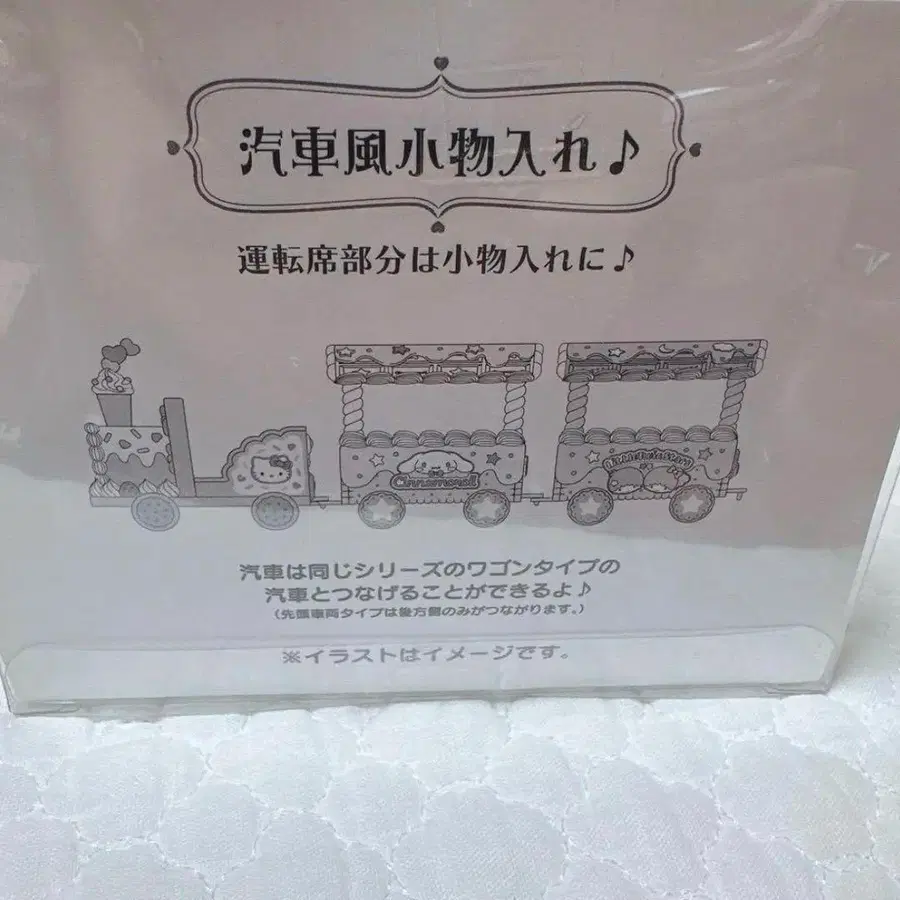 汽車風小物入れ♪
運転席部分は小物入れに♪
Cinnamoroll
LittleTwinStars
汽車は同じシリーズのワゴンタイプの
汽車とつなげることができるよ♪
(先頭車両タイプは後方側のみがつながります。)
※イラストはイメージです。